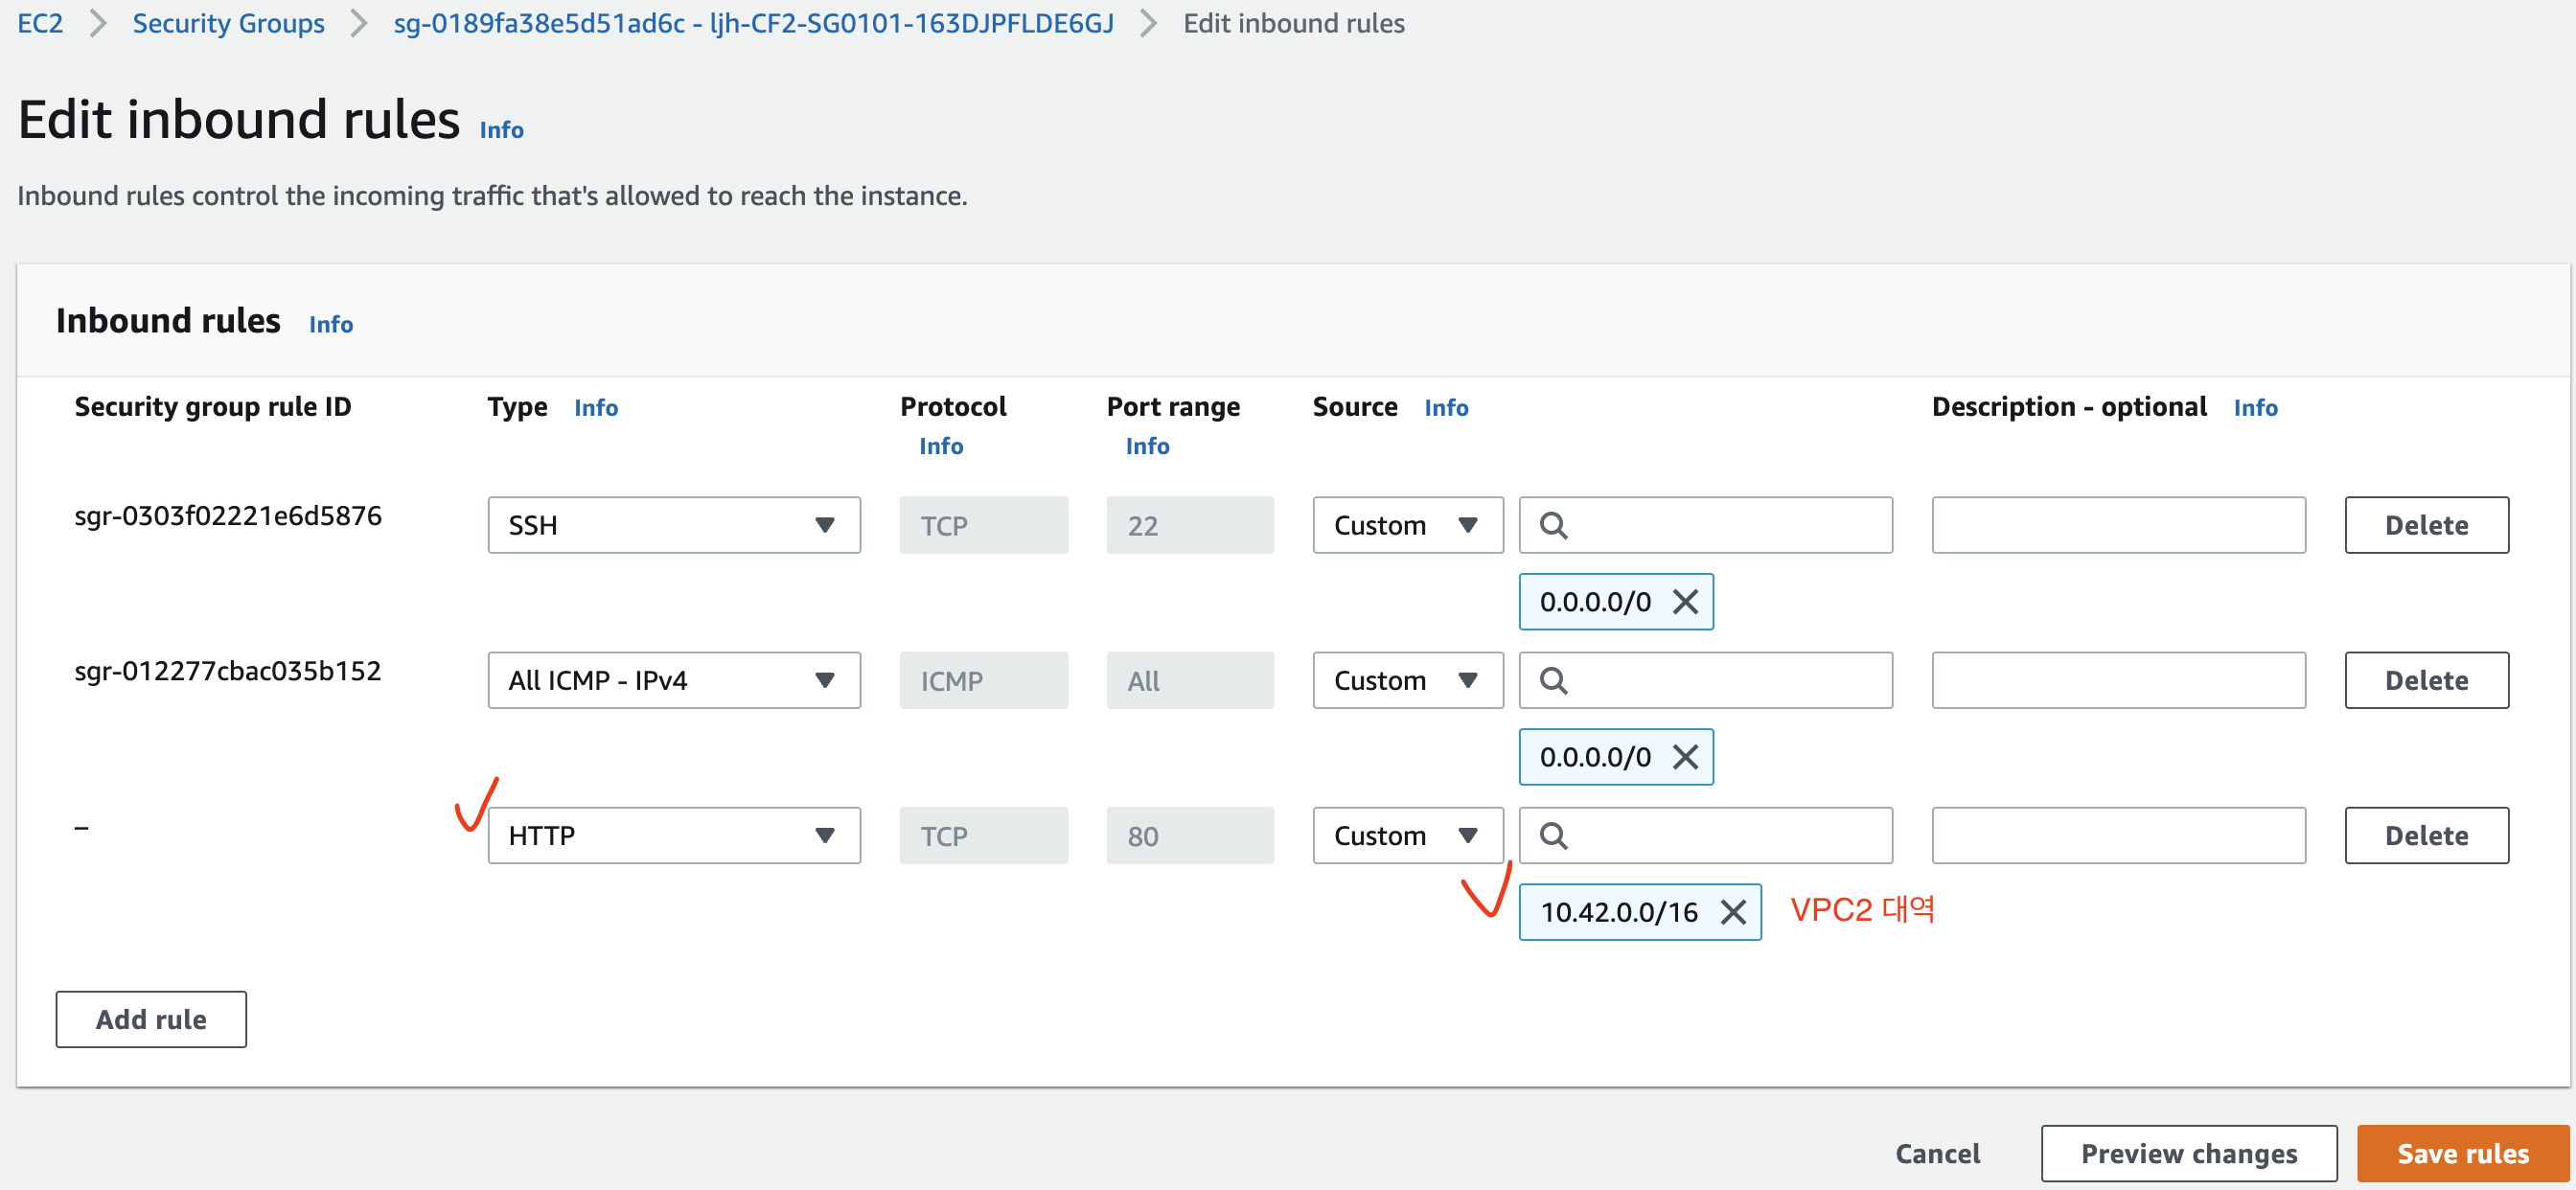 EC2 > Security Groups > sg-0189fa38e5d51ad6c - ljh-CF2-SG0101-163DJPFLDE6GJ > Edit inbound rules
Edit inbound rules Info
Inbound rules control the incoming traffic that's allowed to reach the instance.
Inbound rules Info
Security group rule ID Type Info Protocol Port range Source Info Description - optional Info
Info Info
sgr-0303f02221e6d5876 SSH TCP 22 Custom Delete
0.0.0.0/0
sgr-012277cbac035b152 All ICMP - IPv4 ICMP All Custom Delete
0.0.0.0/0
– HTTP TCP 80 Custom Delete
10.42.0.0/16 VPC2 대역
Add rule
Cancel Preview changes Save rules